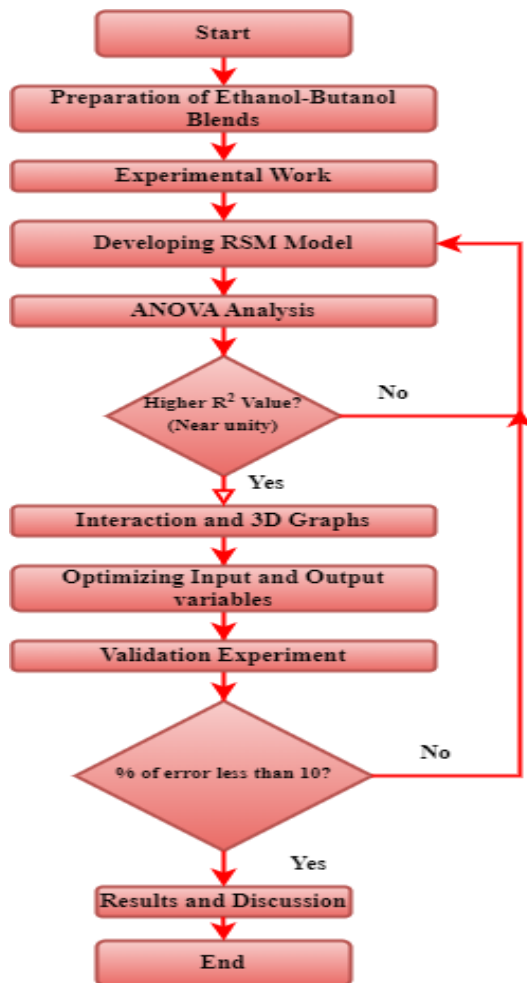 Start
Preparation of Ethanol-Butanol
Blends
Experimental Work
Developing RSM Model
ANOVA Analysis
Higher R² Value?
(Near unity)
No
Yes
Interaction and 3D Graphs
Optimizing Input and Output
variables
Validation Experiment
% of error less than 10?
No
Yes
Results and Discussion
End